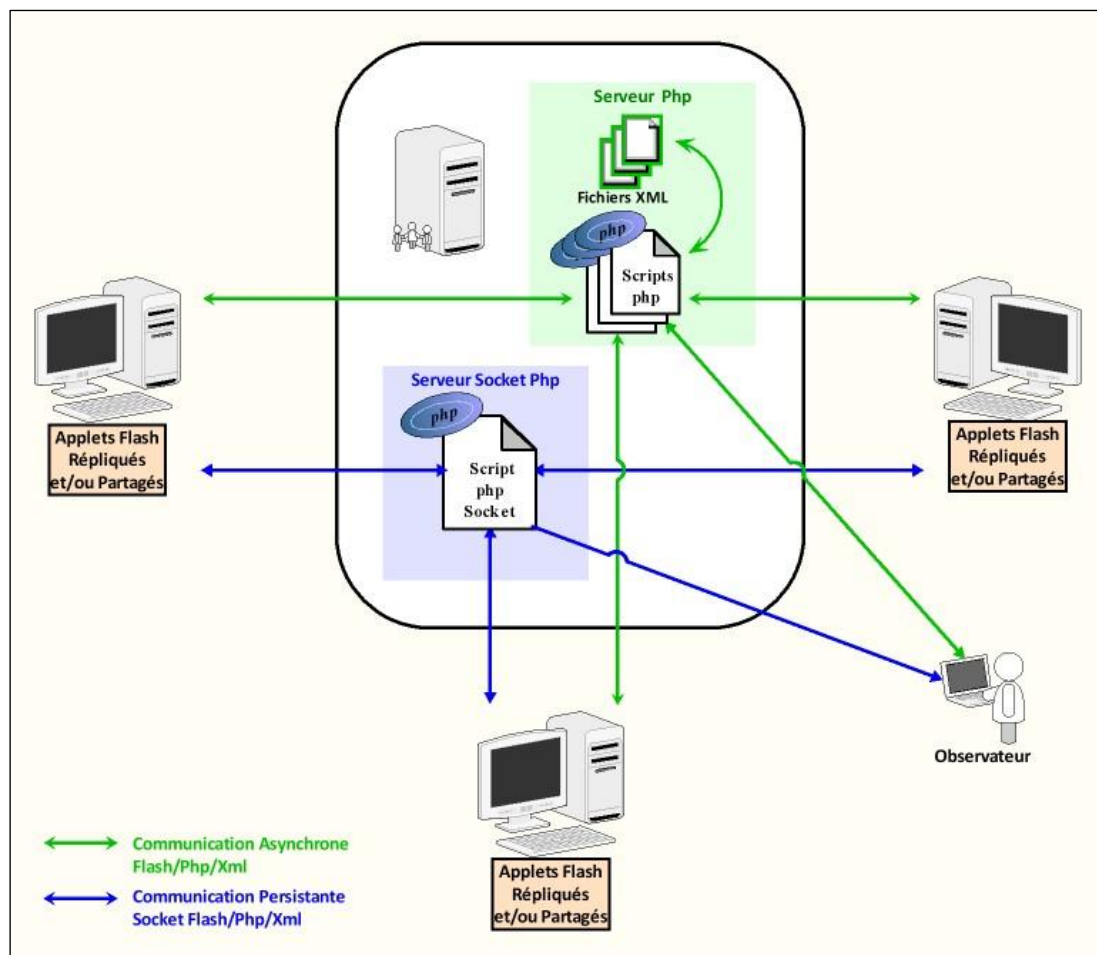 Serveur Php
Fichiers XML
php
Scripts
php
Serveur Socket Php
php
Script
php
Socket
Applets Flash
Répliqués
et/ou Partagés
Applets Flash
Répliqués
et/ou Partagés
Observateur
Applets Flash
Répliqués
et/ou Partagés
Communication Asynchrone
Flash/Php/Xml
Communication Persistante
Socket Flash/Php/Xml